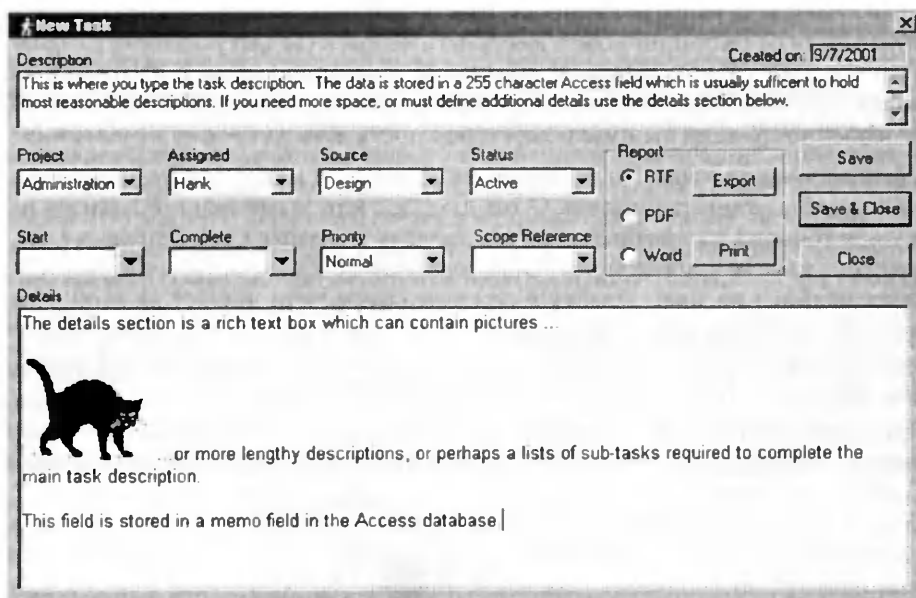 New Task
Description
Created on: 9/7/2001
This is where you type the task description. The data is stored in a 255 character Access field which is usually sufficent to hold
most reasonable descriptions. If you need more space, or must define additional details use the details section below.
Project Assigned Source Status Report
Administration Hank Design Active RTF Export Save
PDF Save & Close
Start Complete Priority Scope Reference
Normal Word Print Close
Details
The details section is a rich text box which can contain pictures ...
...or more lengthy descriptions, or perhaps a lists of sub-tasks required to complete the
main task description.
This field is stored in a memo field in the Access database